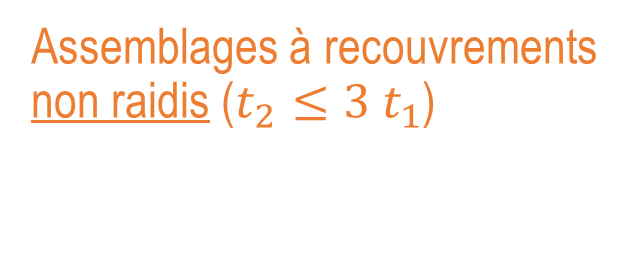 Assemblages à recouvrements
non raidis (t₂ ≤ 3 t₁)